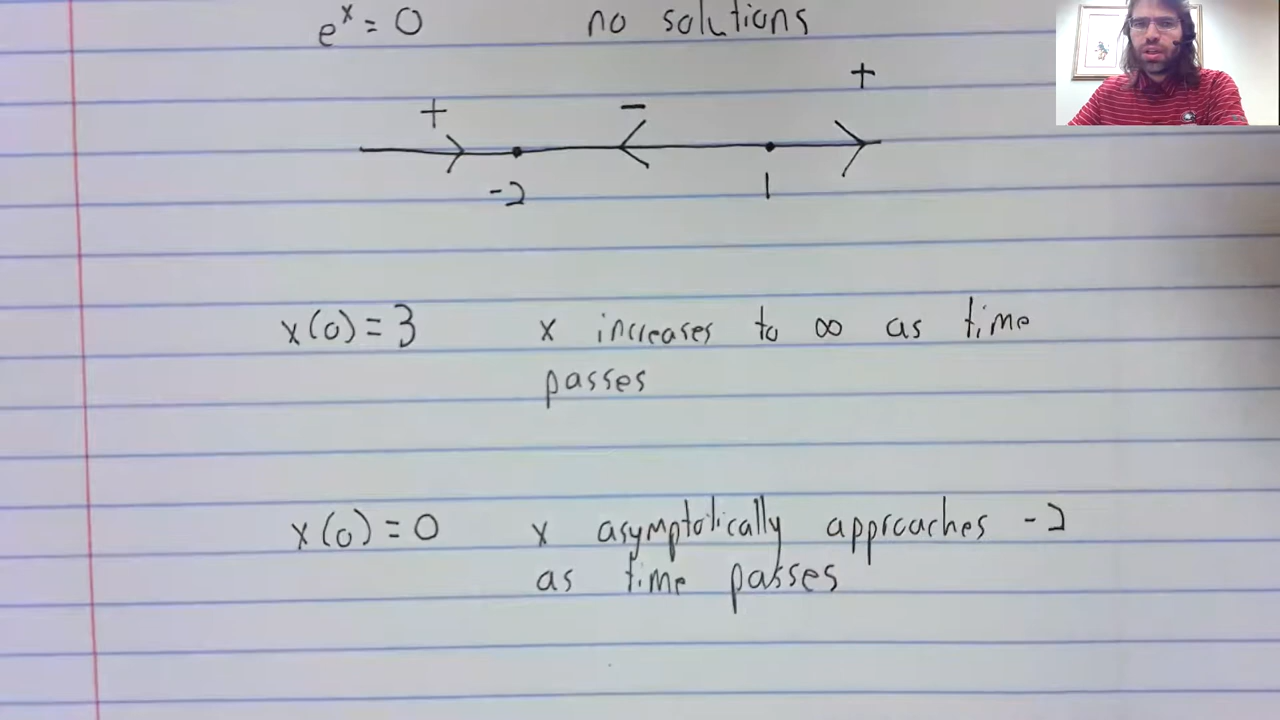 e^x = 0 no solutions
+ − +
-2 1
x(0) = 3 x increases to ∞ as time
passes
x(0) = 0 x asymptotically approaches -2
as time passes